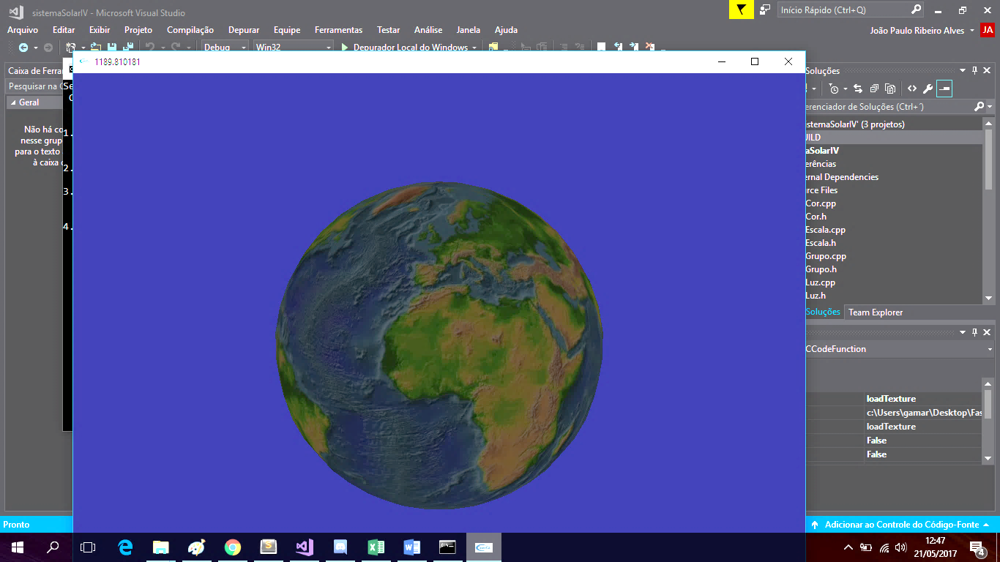 sistemaSolarIV - Microsoft Visual Studio
Início Rápido (Ctrl+Q)
Arquivo Editar Exibir Projeto Compilação Depurar Equipe Ferramentas Testar Análise Janela Ajuda
João Paulo Ribeiro Alves JA
Debug Win32 Depurador Local do Windows
1189.810181
Caixa de Ferra
Pesquisar na C
Geral
Não há co
nesse grup
para o texto
à caixa
Se
C
1.
2.
3.
4.
Soluções
erenciador de Soluções (Ctrl+´)
istemaSolarIV' (3 projetos)
UILD
aSolarIV
erências
ernal Dependencies
rce Files
Cor.cpp
Cor.h
Escala.cpp
Escala.h
Grupo.cpp
Grupo.h
Luz.cpp
Luz.h
Soluções Team Explorer
CCodeFunction
loadTexture
c:\Users\gamar\Desktop\Fas
loadTexture
False
False
Pronto
Adicionar ao Controle do Código-Fonte
12:47
21/05/2017
4